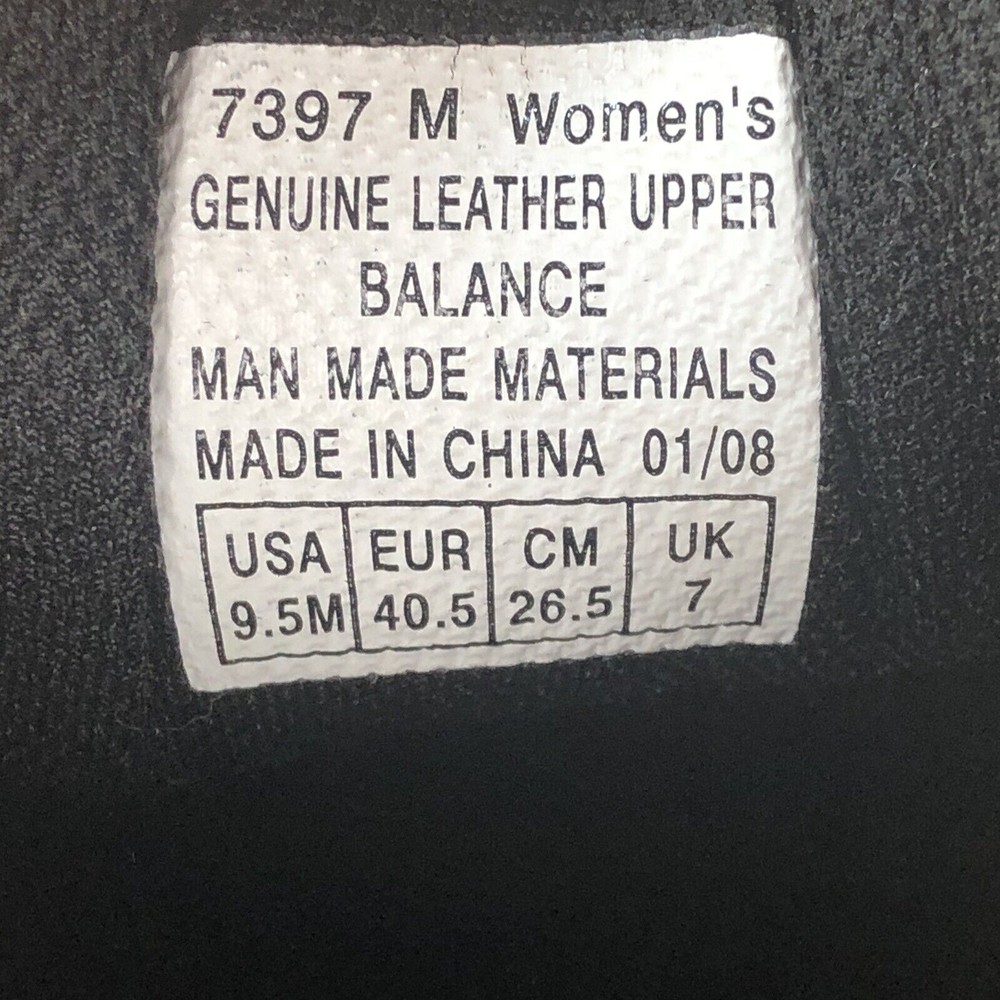 7397 M Women's
GENUINE LEATHER UPPER
BALANCE
MAN MADE MATERIALS
MADE IN CHINA 01/08
USA EUR CM UK
9.5M 40.5 26.5 7